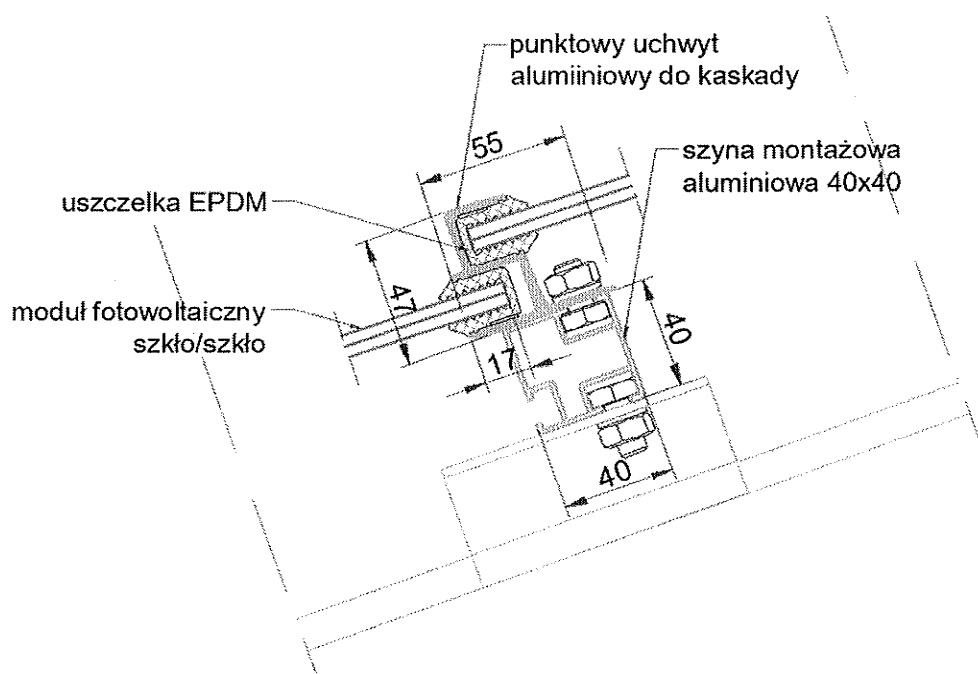 punktowy uchwyt
alumiiniowy do kaskady
55
szyna montażowa
aluminiowa 40x40
uszczelka EPDM
47
moduł fotowoltaiczny
szkło/szkło
40
17
40